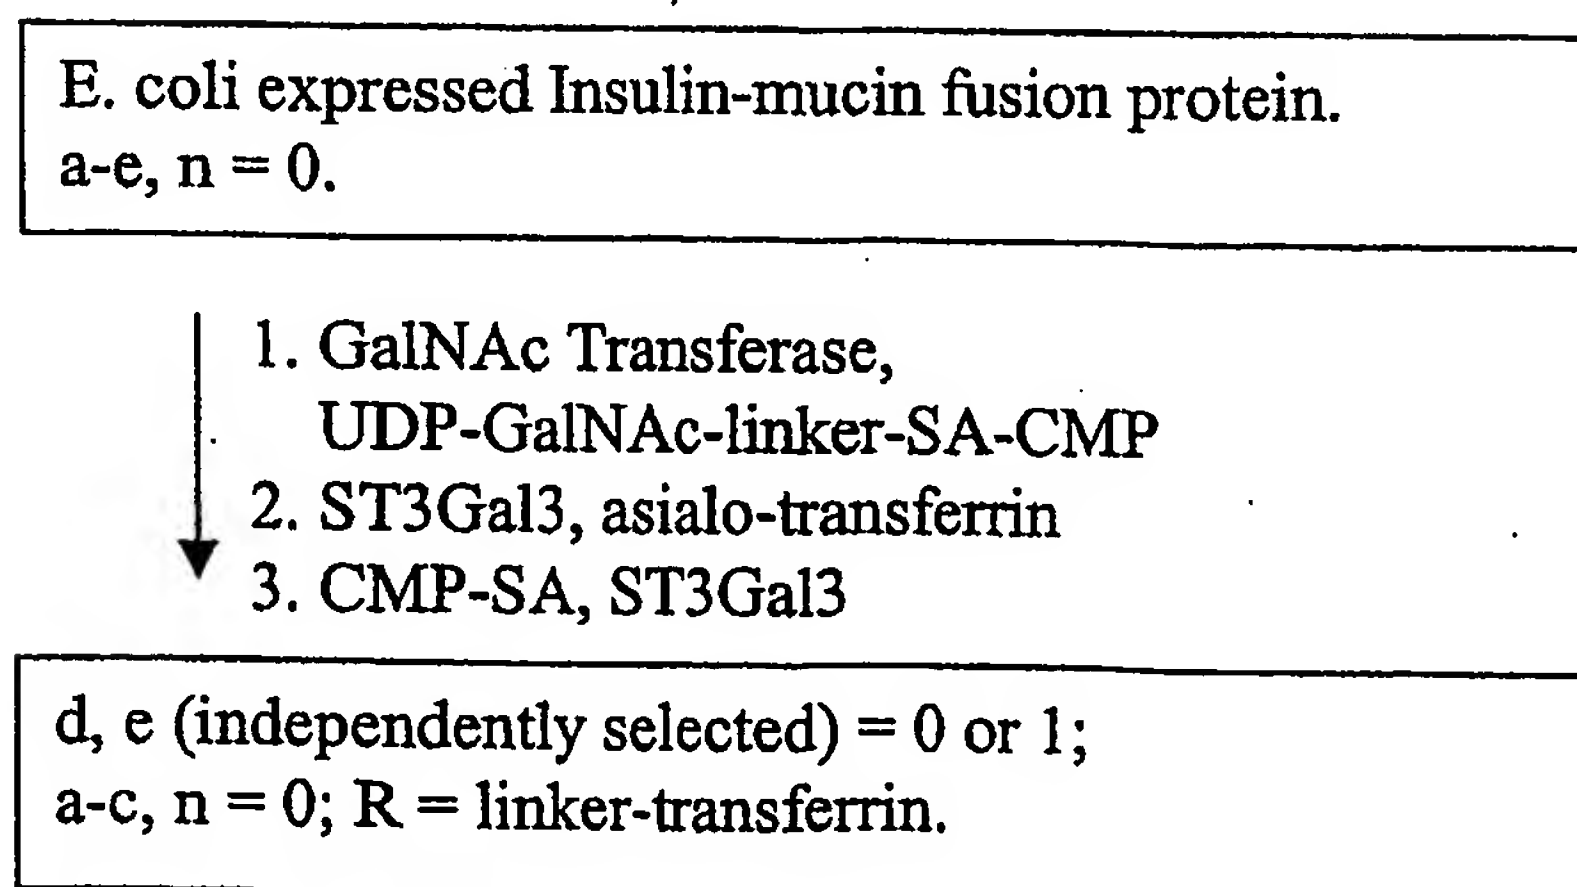 E. coli expressed Insulin-mucin fusion protein.
a-e, n = 0.
1. GalNAc Transferase,
UDP-GalNAc-linker-SA-CMP
2. ST3Gal3, asialo-transferrin
3. CMP-SA, ST3Gal3
d, e (independently selected) = 0 or 1;
a-c, n = 0; R = linker-transferrin.